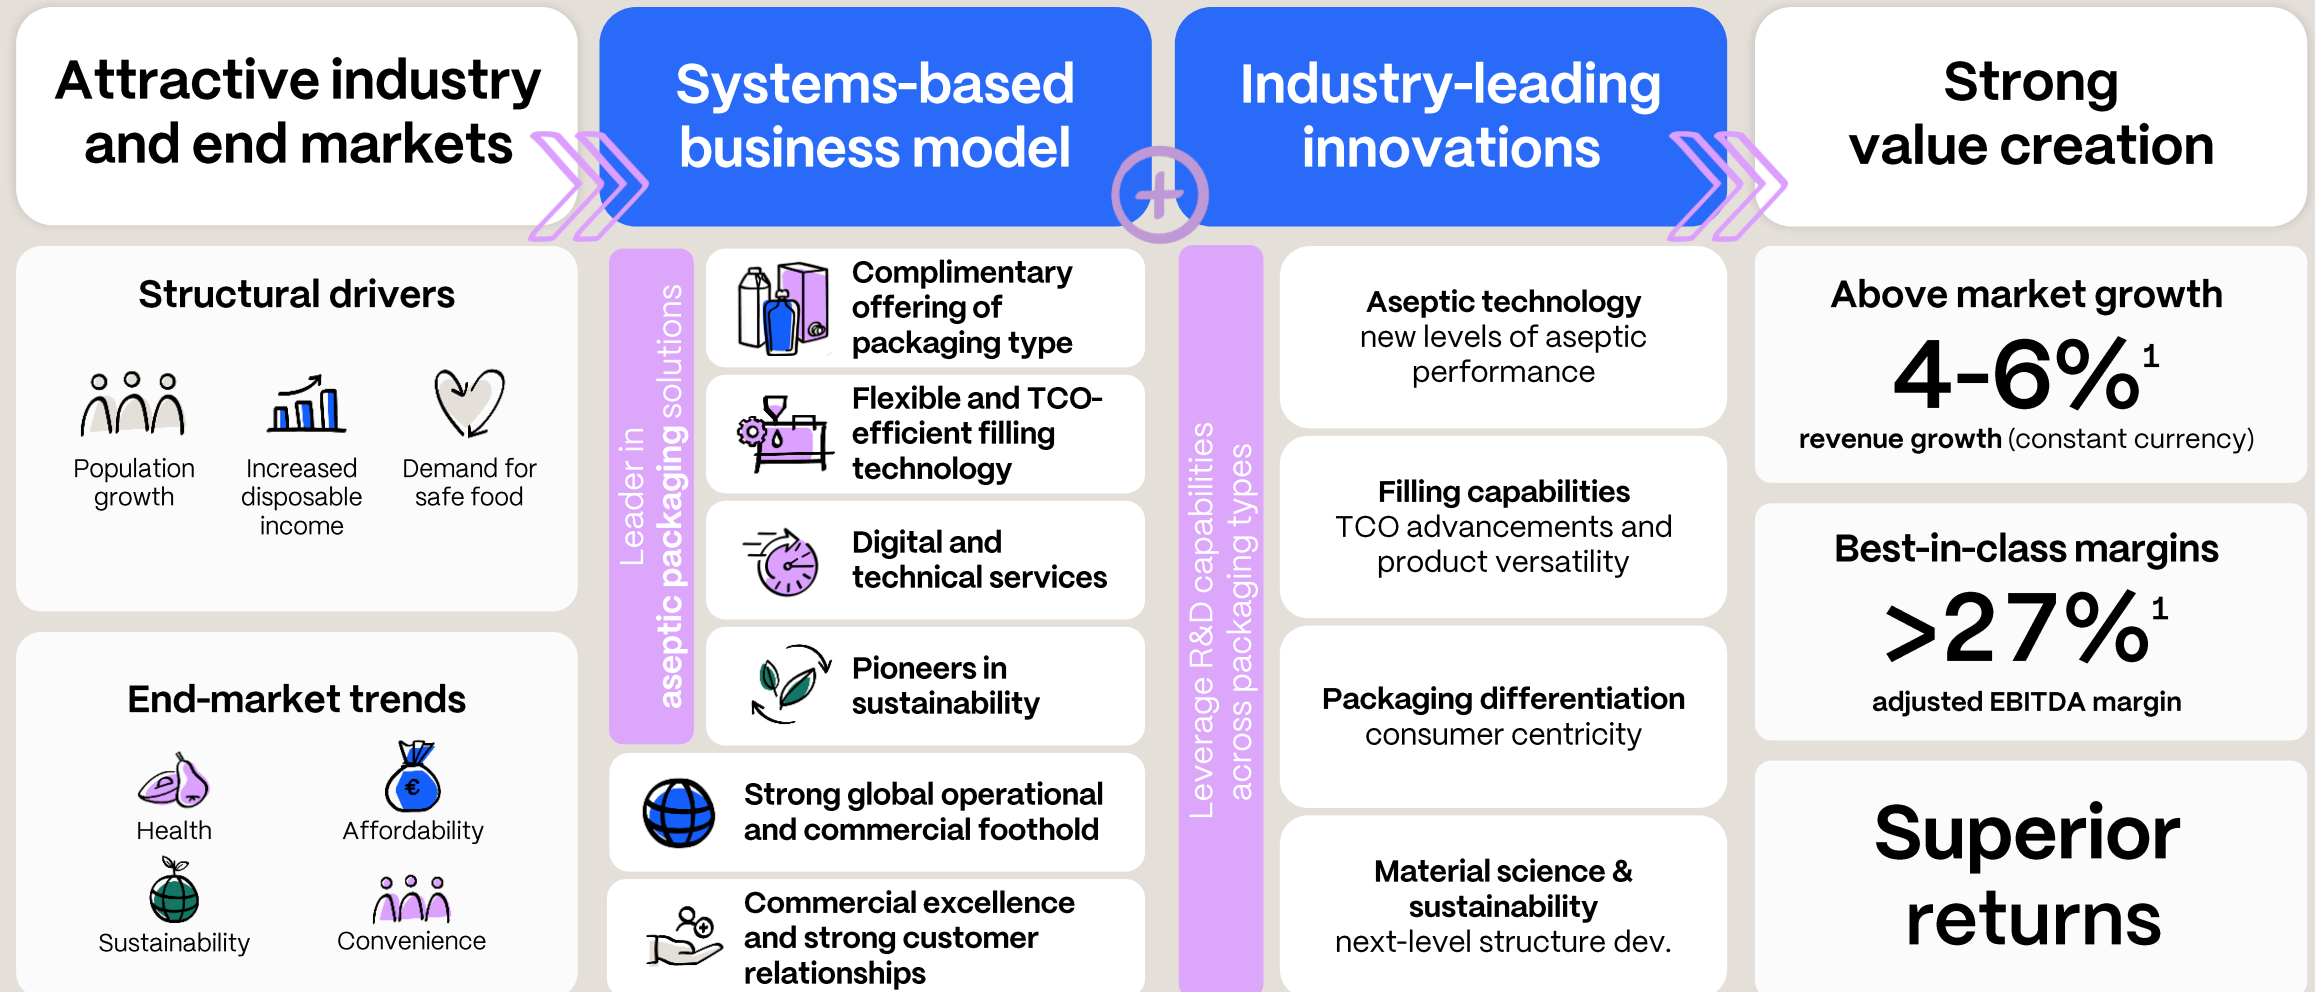 Attractive industry
and end markets
Structural drivers
Population
growth
Increased
disposable
income
Demand for
safe food
End-market trends
Health
Affordability
€
Sustainability
Convenience
Systems-based
business model
Leader in
aseptic packaging solutions
Complimentary
offering of
packaging type
Flexible and TCO-
efficient filling
technology
Digital and
technical services
Pioneers in
sustainability
Strong global operational
and commercial foothold
Commercial excellence
and strong customer
relationships
Industry-leading
innovations
Leverage R&D capabilities
across packaging types
Aseptic technology
new levels of aseptic
performance
Filling capabilities
TCO advancements and
product versatility
Packaging differentiation
consumer centricity
Material science &
sustainability
next-level structure dev.
Strong
value creation
Above market growth
4-6%¹
revenue growth (constant currency)
Best-in-class margins
>27%¹
adjusted EBITDA margin
Superior
returns